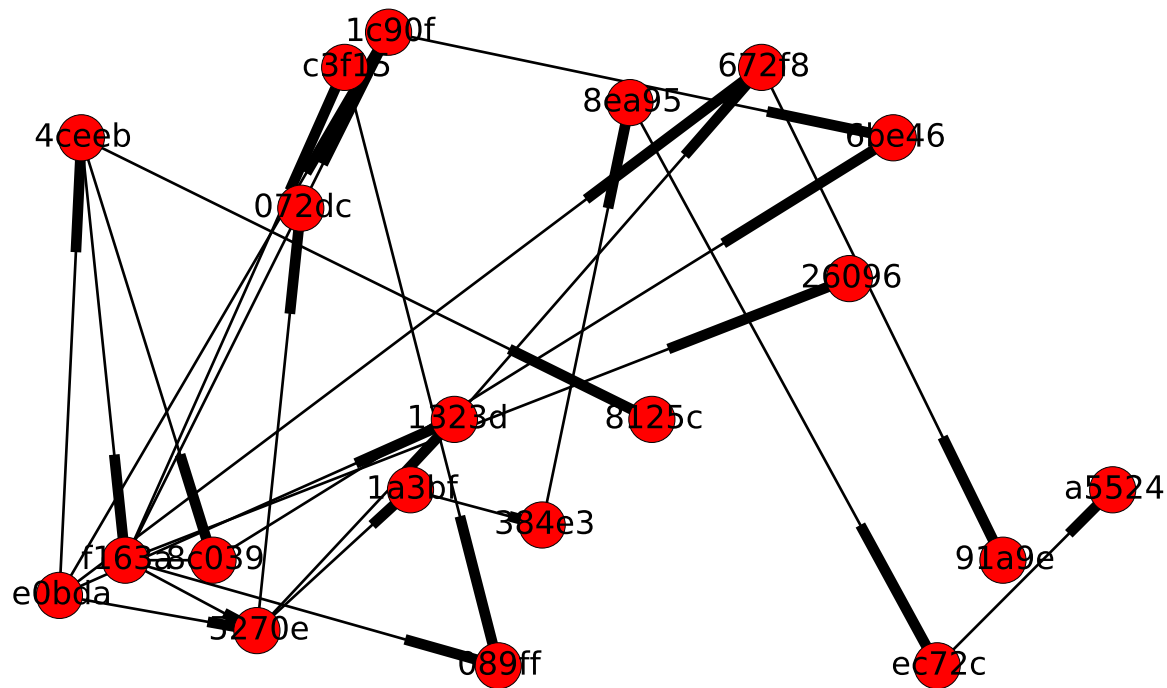 1c90f
c3f15
672f8
8ea95
4ceeb
6be46
072dc
26096
1323d
8125c
1a3bf
a5524
384e3
f163a
8c039
91a9e
e0bda
5270e
089ff
ec72c